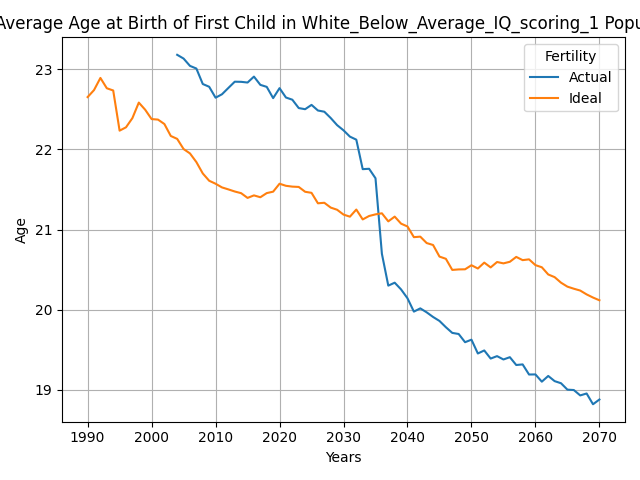 Average Age at Birth of First Child in White_Below_Average_IQ_scoring_1 Popu
Fertility
Actual
Ideal
23
22
21
20
19
Age
1990 2000 2010 2020 2030 2040 2050 2060 2070
Years